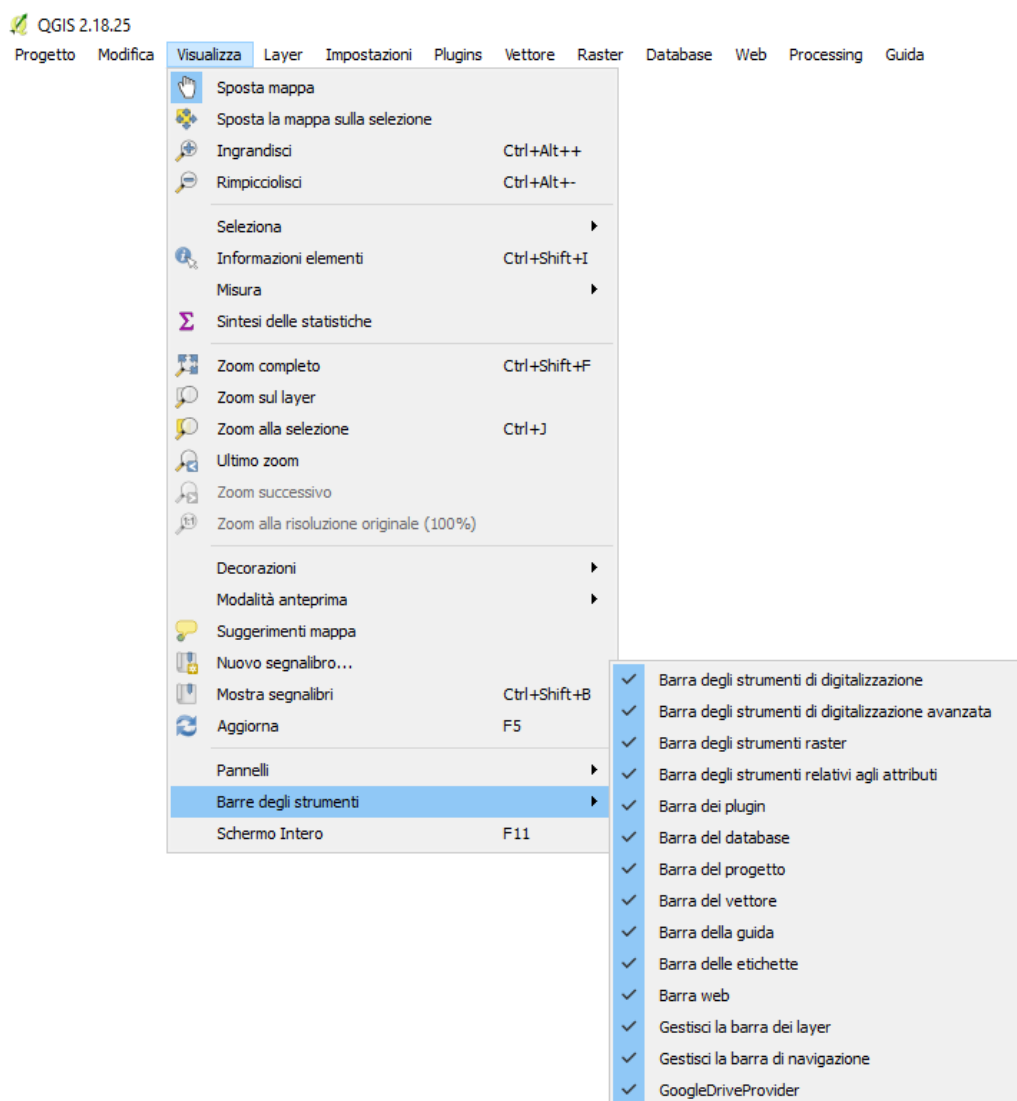 QGIS 2.18.25
Progetto Modifica Visualizza Layer Impostazioni Plugins Vettore Raster Database Web Processing Guida
Sposta mappa
Sposta la mappa sulla selezione
Ingrandisci Ctrl+Alt++
Rimpicciolisci Ctrl+Alt+-
Seleziona
Informazioni elementi Ctrl+Shift+I
Misura
Sintesi delle statistiche
Zoom completo Ctrl+Shift+F
Zoom sul layer
Zoom alla selezione Ctrl+J
Ultimo zoom
Zoom successivo
Zoom alla risoluzione originale (100%)
Decorazioni
Modalità anteprima
Suggerimenti mappa
Nuovo segnalibro...
Mostra segnalibri Ctrl+Shift+B
Aggiorna F5
Pannelli
Barre degli strumenti
Schermo Intero F11
Barra degli strumenti di digitalizzazione
Barra degli strumenti di digitalizzazione avanzata
Barra degli strumenti raster
Barra degli strumenti relativi agli attributi
Barra dei plugin
Barra del database
Barra del progetto
Barra del vettore
Barra della guida
Barra delle etichette
Barra web
Gestisci la barra dei layer
Gestisci la barra di navigazione
GoogleDriveProvider